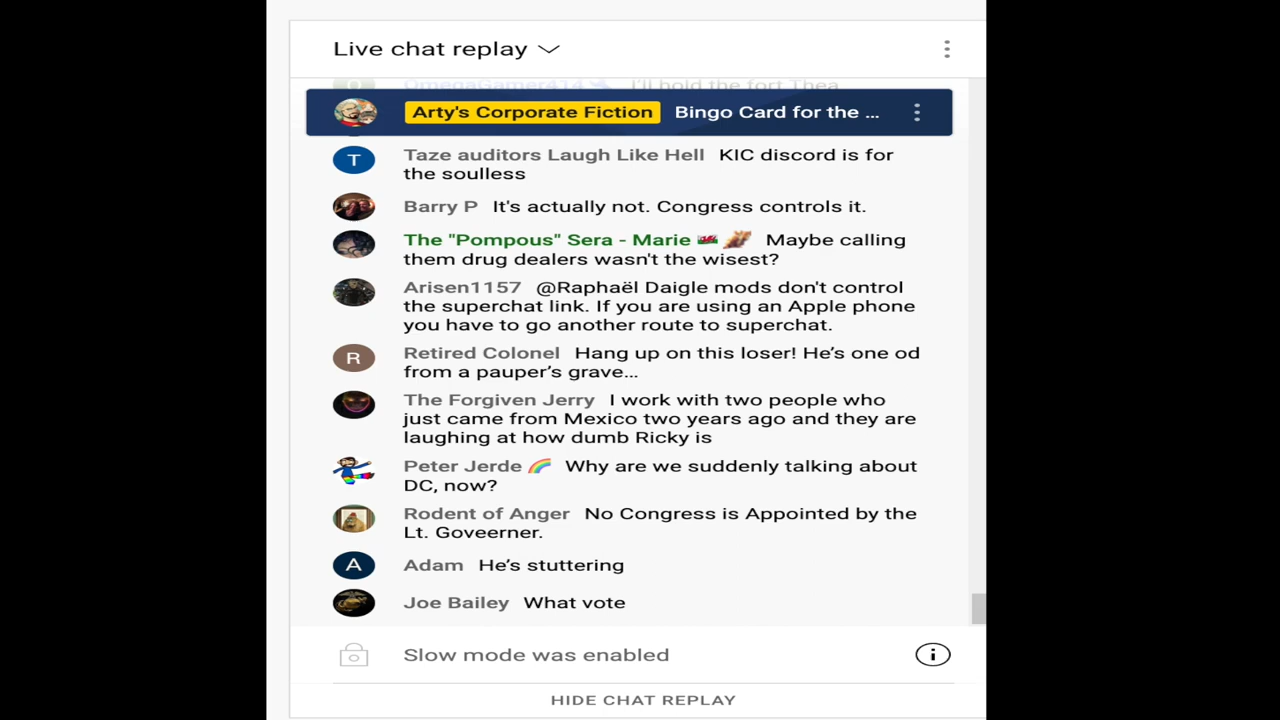 Live chat replay
OmegaGamer414 I'll hold the fort Thea
Arty's Corporate Fiction Bingo Card for the ...
T Taze auditors Laugh Like Hell KIC discord is for
the soulless
Barry P It's actually not. Congress controls it.
The "Pompous" Sera - Marie Maybe calling
them drug dealers wasn't the wisest?
Arisen1157 @Raphaël Daigle mods don't control
the superchat link. If you are using an Apple phone
you have to go another route to superchat.
R Retired Colonel Hang up on this loser! He’s one od
from a pauper’s grave…
The Forgiven Jerry I work with two people who
just came from Mexico two years ago and they are
laughing at how dumb Ricky is
Peter Jerde Why are we suddenly talking about
DC, now?
Rodent of Anger No Congress is Appointed by the
Lt. Goveerner.
A Adam He’s stuttering
Joe Bailey What vote
Slow mode was enabled
HIDE CHAT REPLAY